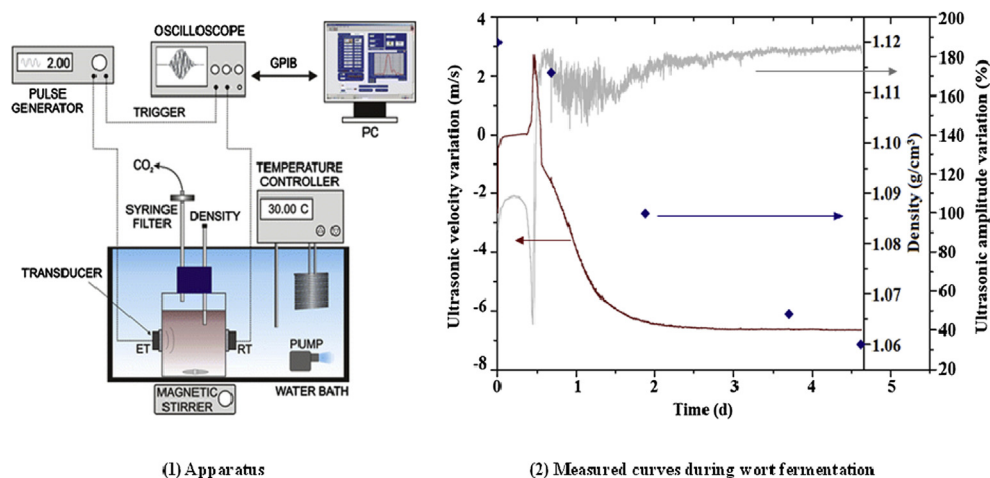 OSCILLOSCOPE
2.00
GPIB
PULSE
GENERATOR
TRIGGER
PC
CO₂
TEMPERATURE
CONTROLLER
30.00 C
SYRINGE
FILTER
DENSITY
TRANSDUCER
ET
RT
PUMP
WATER BATH
MAGNETIC
STIRRER
(1) Apparatus
Ultrasonic velocity variation (m/s)
4
2
0
-2
-4
-6
-8
0
1
2
3
4
5
Time (d)
1.12
1.11
1.10
1.09
1.08
1.07
1.06
Density (g/cm³)
200
180
160
140
120
100
80
60
40
20
Ultrasonic amplitude variation (%)
(2) Measured curves during wort fermentation